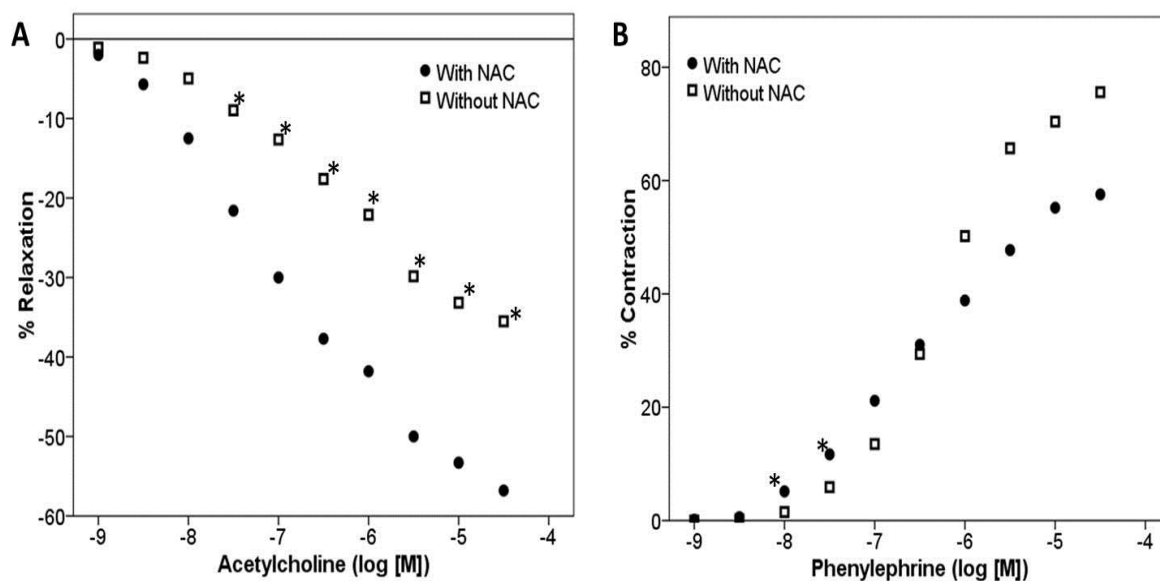 A
% Relaxation
0
-10
-20
-30
-40
-50
-60
With NAC
Without NAC
*
*
*
*
*
*
*
-9 -8 -7 -6 -5 -4
Acetylcholine (log [M])
B
% Contraction
80
60
40
20
0
With NAC
Without NAC
*
*
-9 -8 -7 -6 -5 -4
Phenylephrine (log [M])